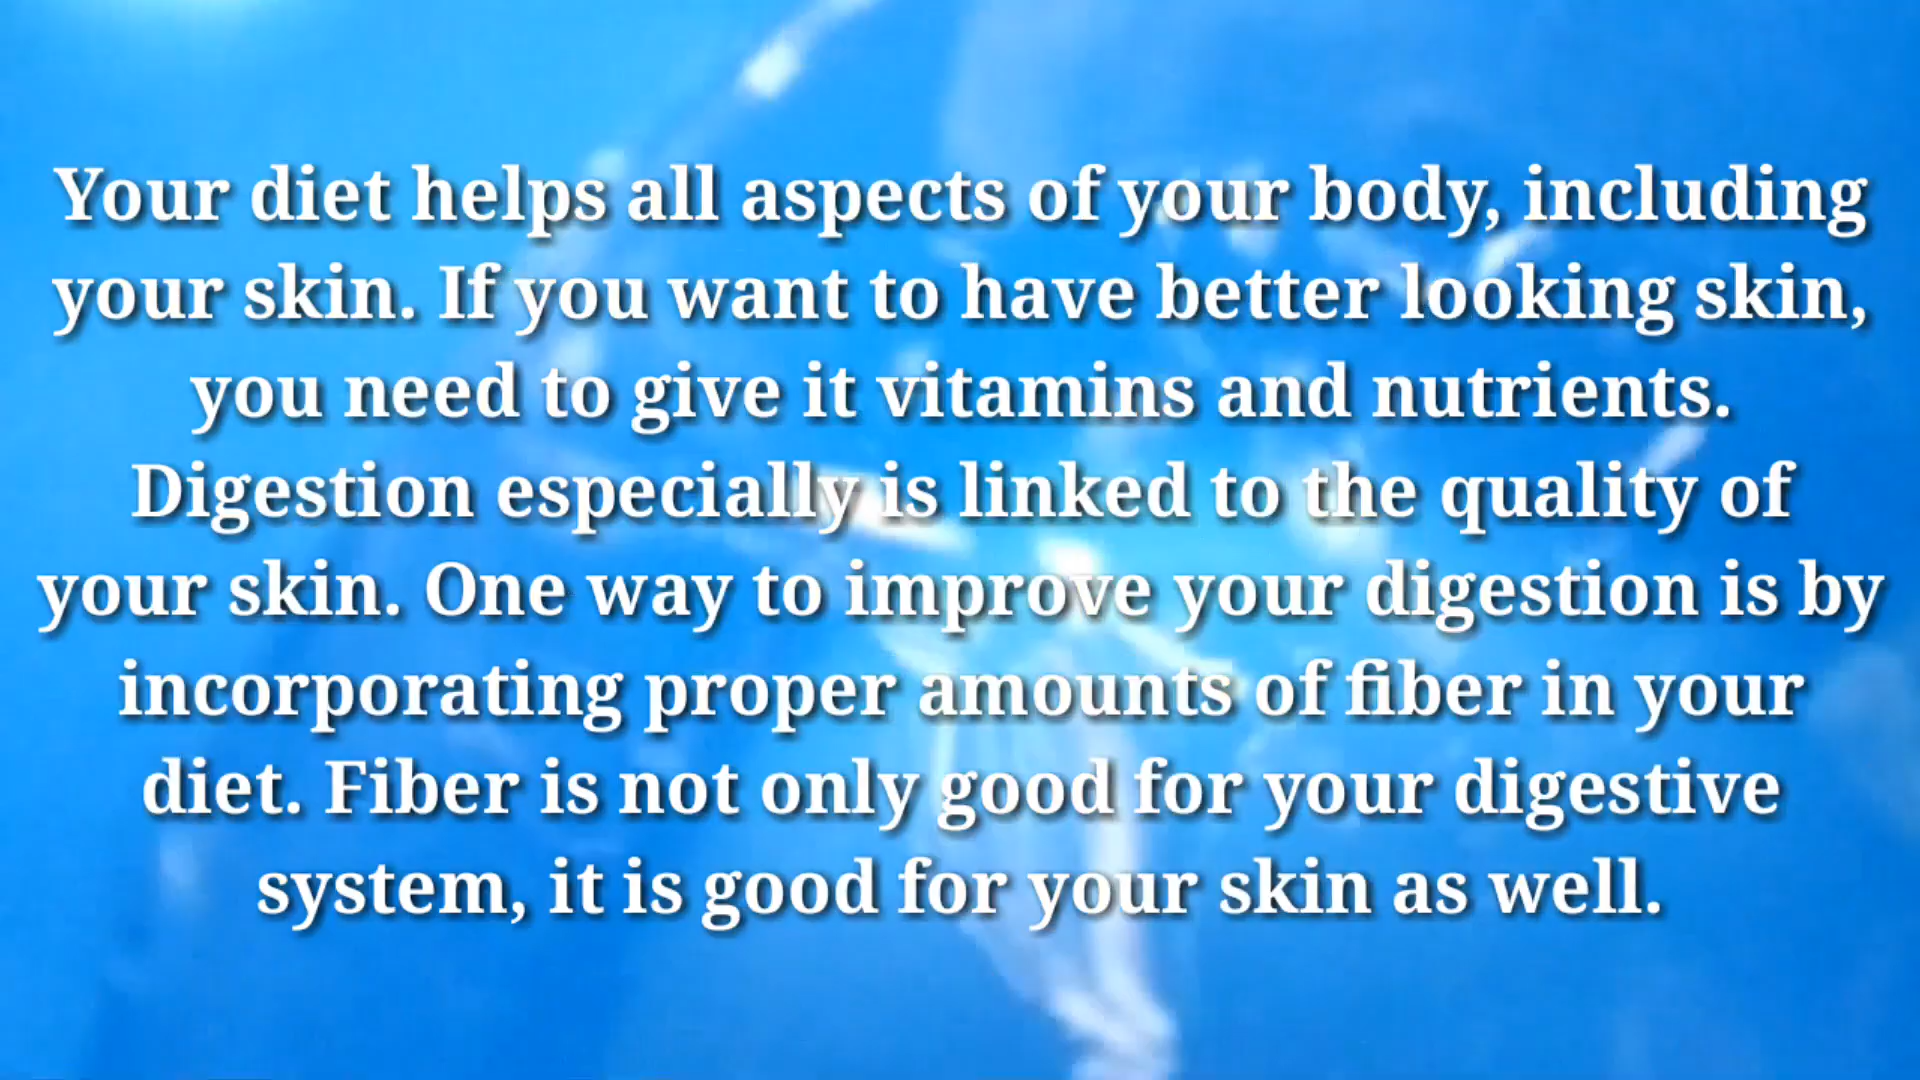 Your diet helps all aspects of your body, including
your skin. If you want to have better looking skin,
you need to give it vitamins and nutrients.
Digestion especially is linked to the quality of
your skin. One way to improve your digestion is by
incorporating proper amounts of fiber in your
diet. Fiber is not only good for your digestive
system, it is good for your skin as well.